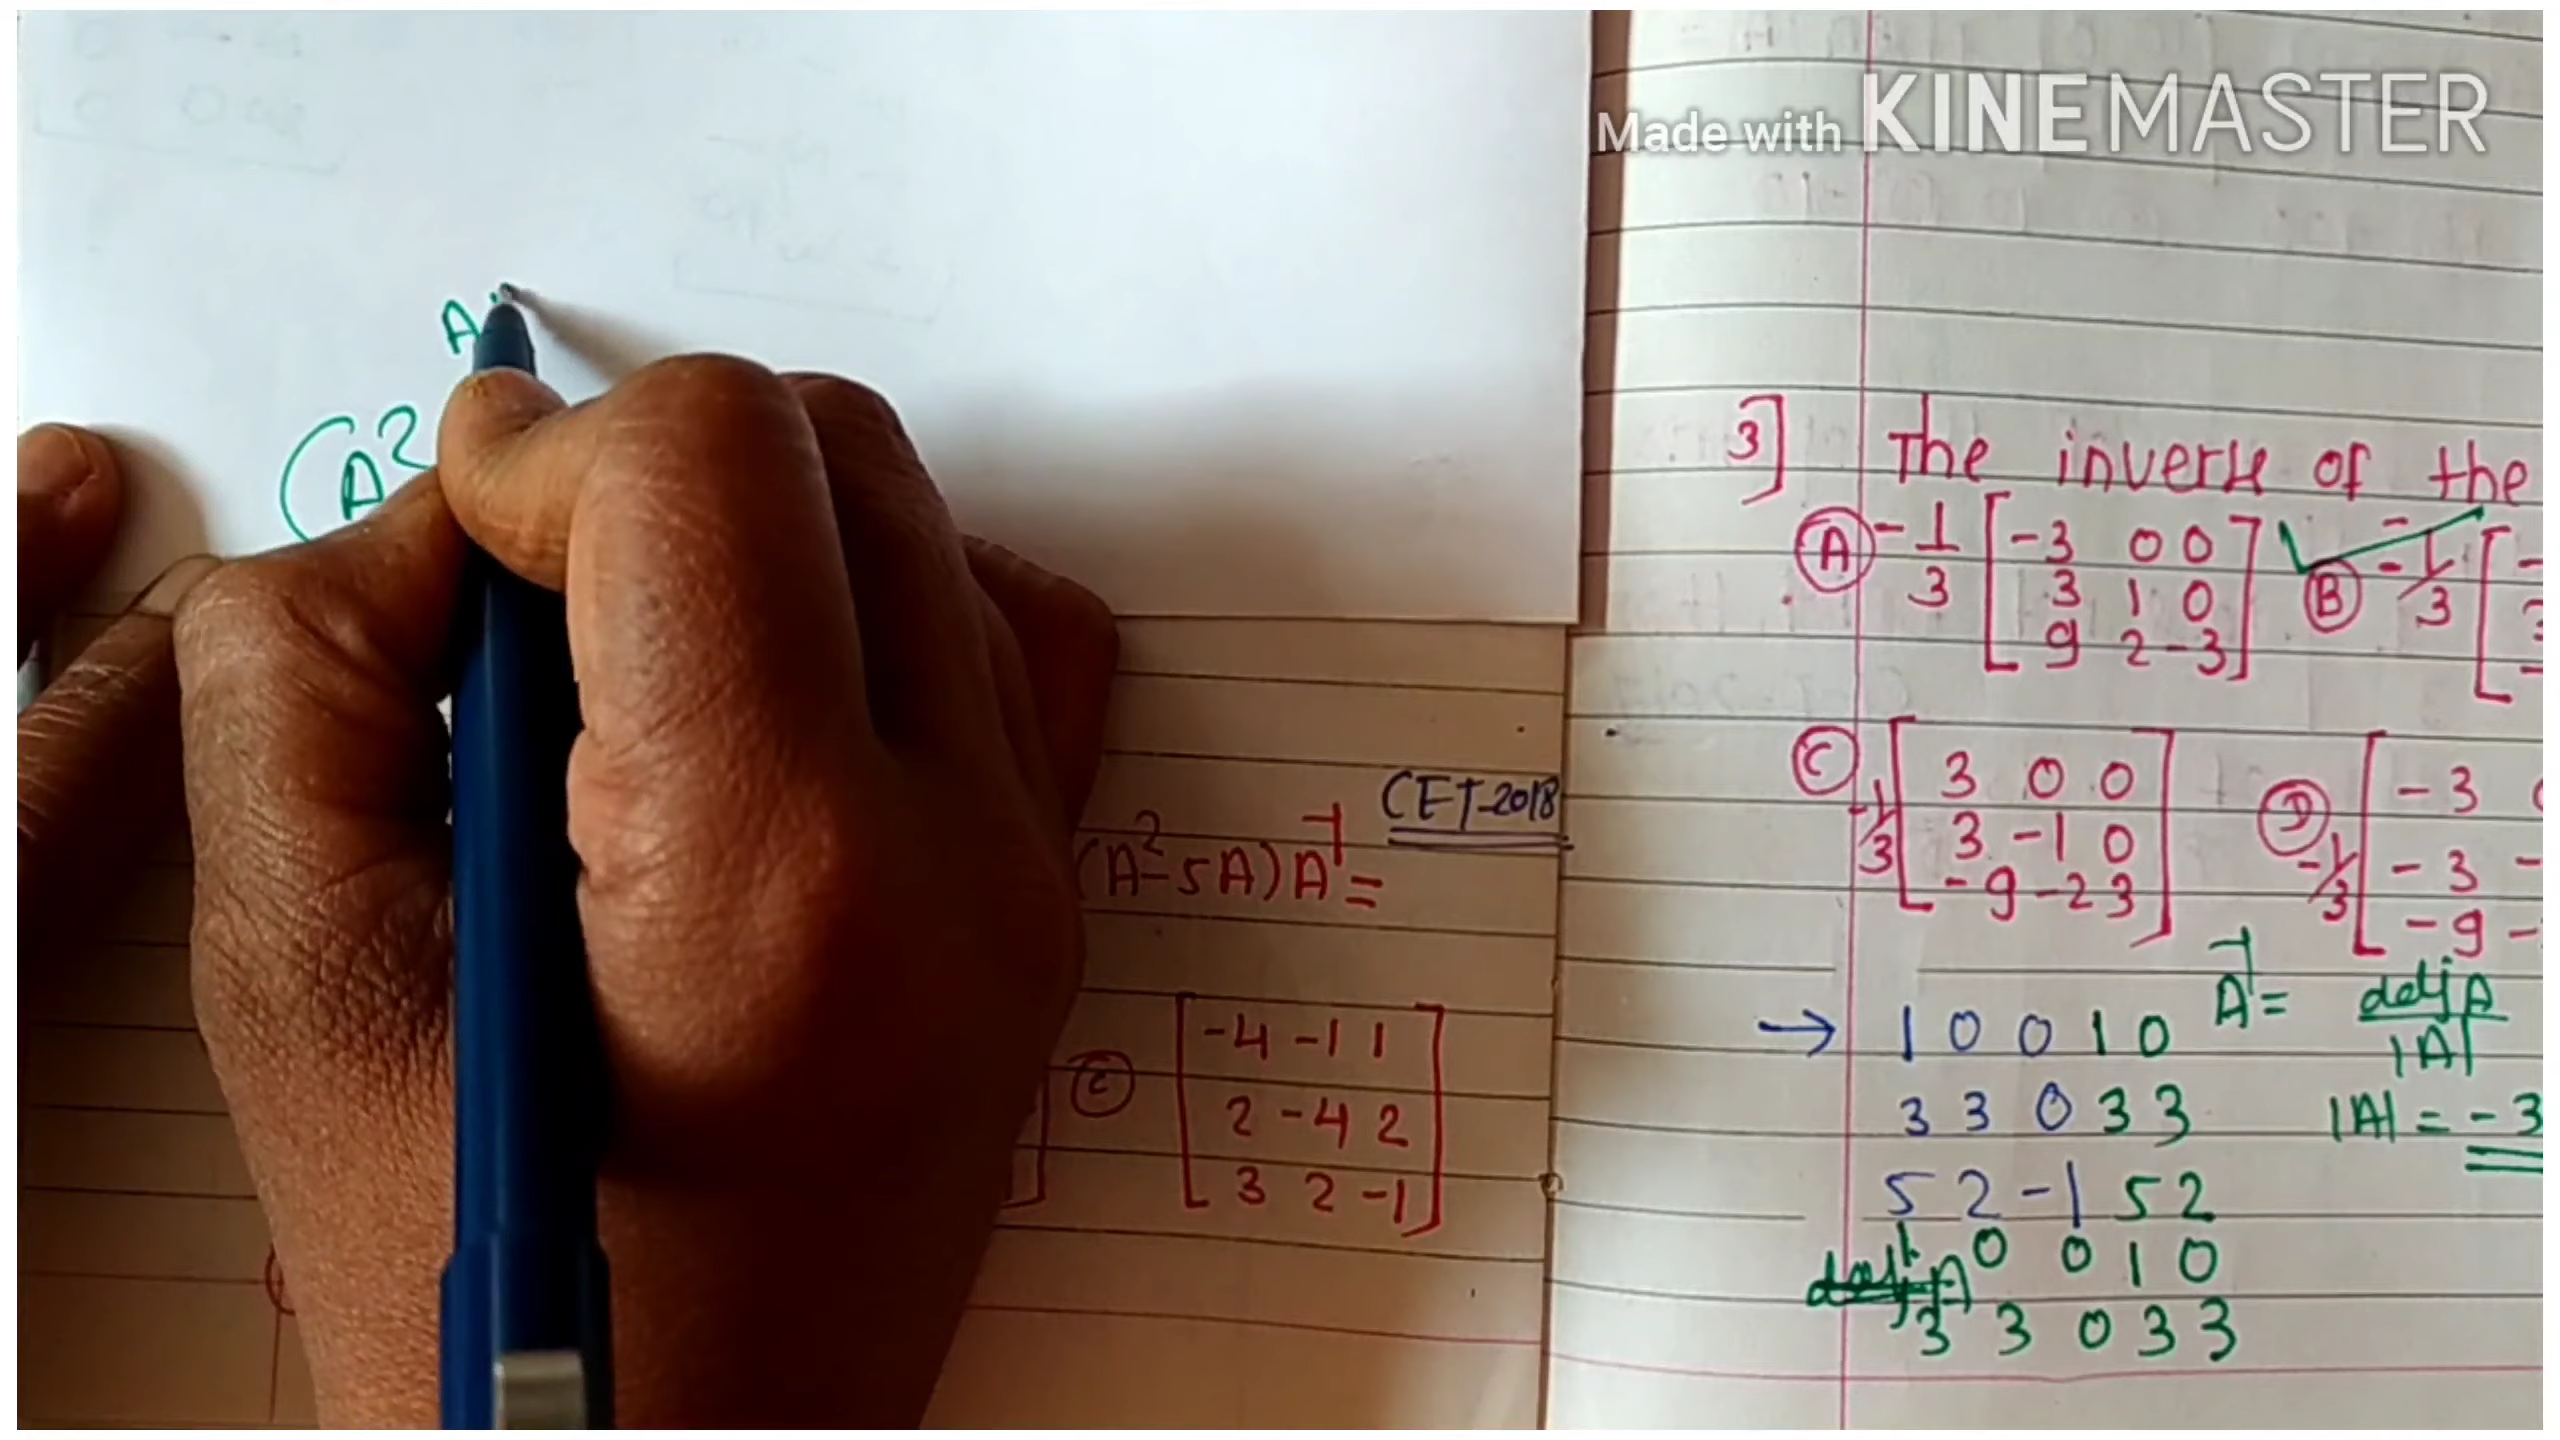 Made with KINEMASTER
A
(A²
CET-2018
(A²-5A)A⁻¹=
C
-4 -1 1
2 -4 2
3 2 -1
3] The inverse of the
A -1/3 [-3 0 0
3 1 0
9 2 -3] B -1/3 [
C -1/3 [3 0 0
3 -1 0
-9 -2 3]
D -1/3 [-3
-3 -
-9 -
A⁻¹= adj A
|A|
→ 1 0 0 1 0
3 3 0 3 3 |A| = -3
5 2 -1 5 2
0 0 1 0
3 3 0 3 3